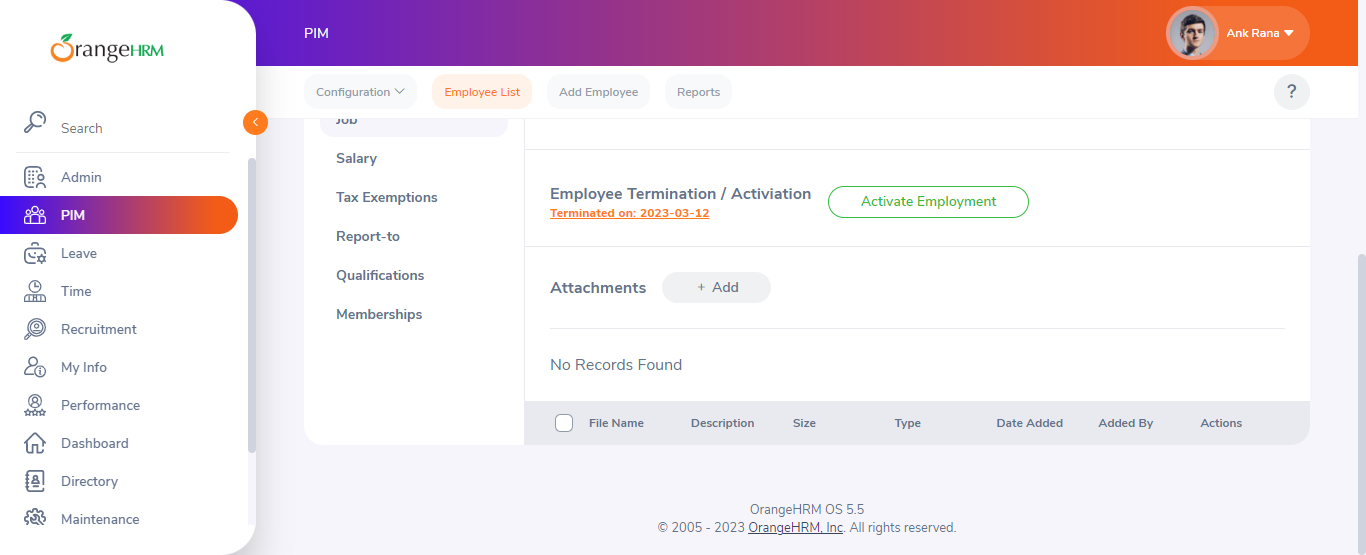 OrangeHRM
PIM
Ank Rana
Configuration
Employee List
Add Employee
Reports
?
Search
Admin
PIM
Leave
Time
Recruitment
My Info
Performance
Dashboard
Directory
Maintenance
Job
Salary
Tax Exemptions
Report-to
Qualifications
Memberships
Employee Termination / Activiation
Terminated on: 2023-03-12
Activate Employment
Attachments
+ Add
No Records Found
File Name Description Size Type Date Added Added By Actions
OrangeHRM OS 5.5
© 2005 - 2023 OrangeHRM, Inc. All rights reserved.